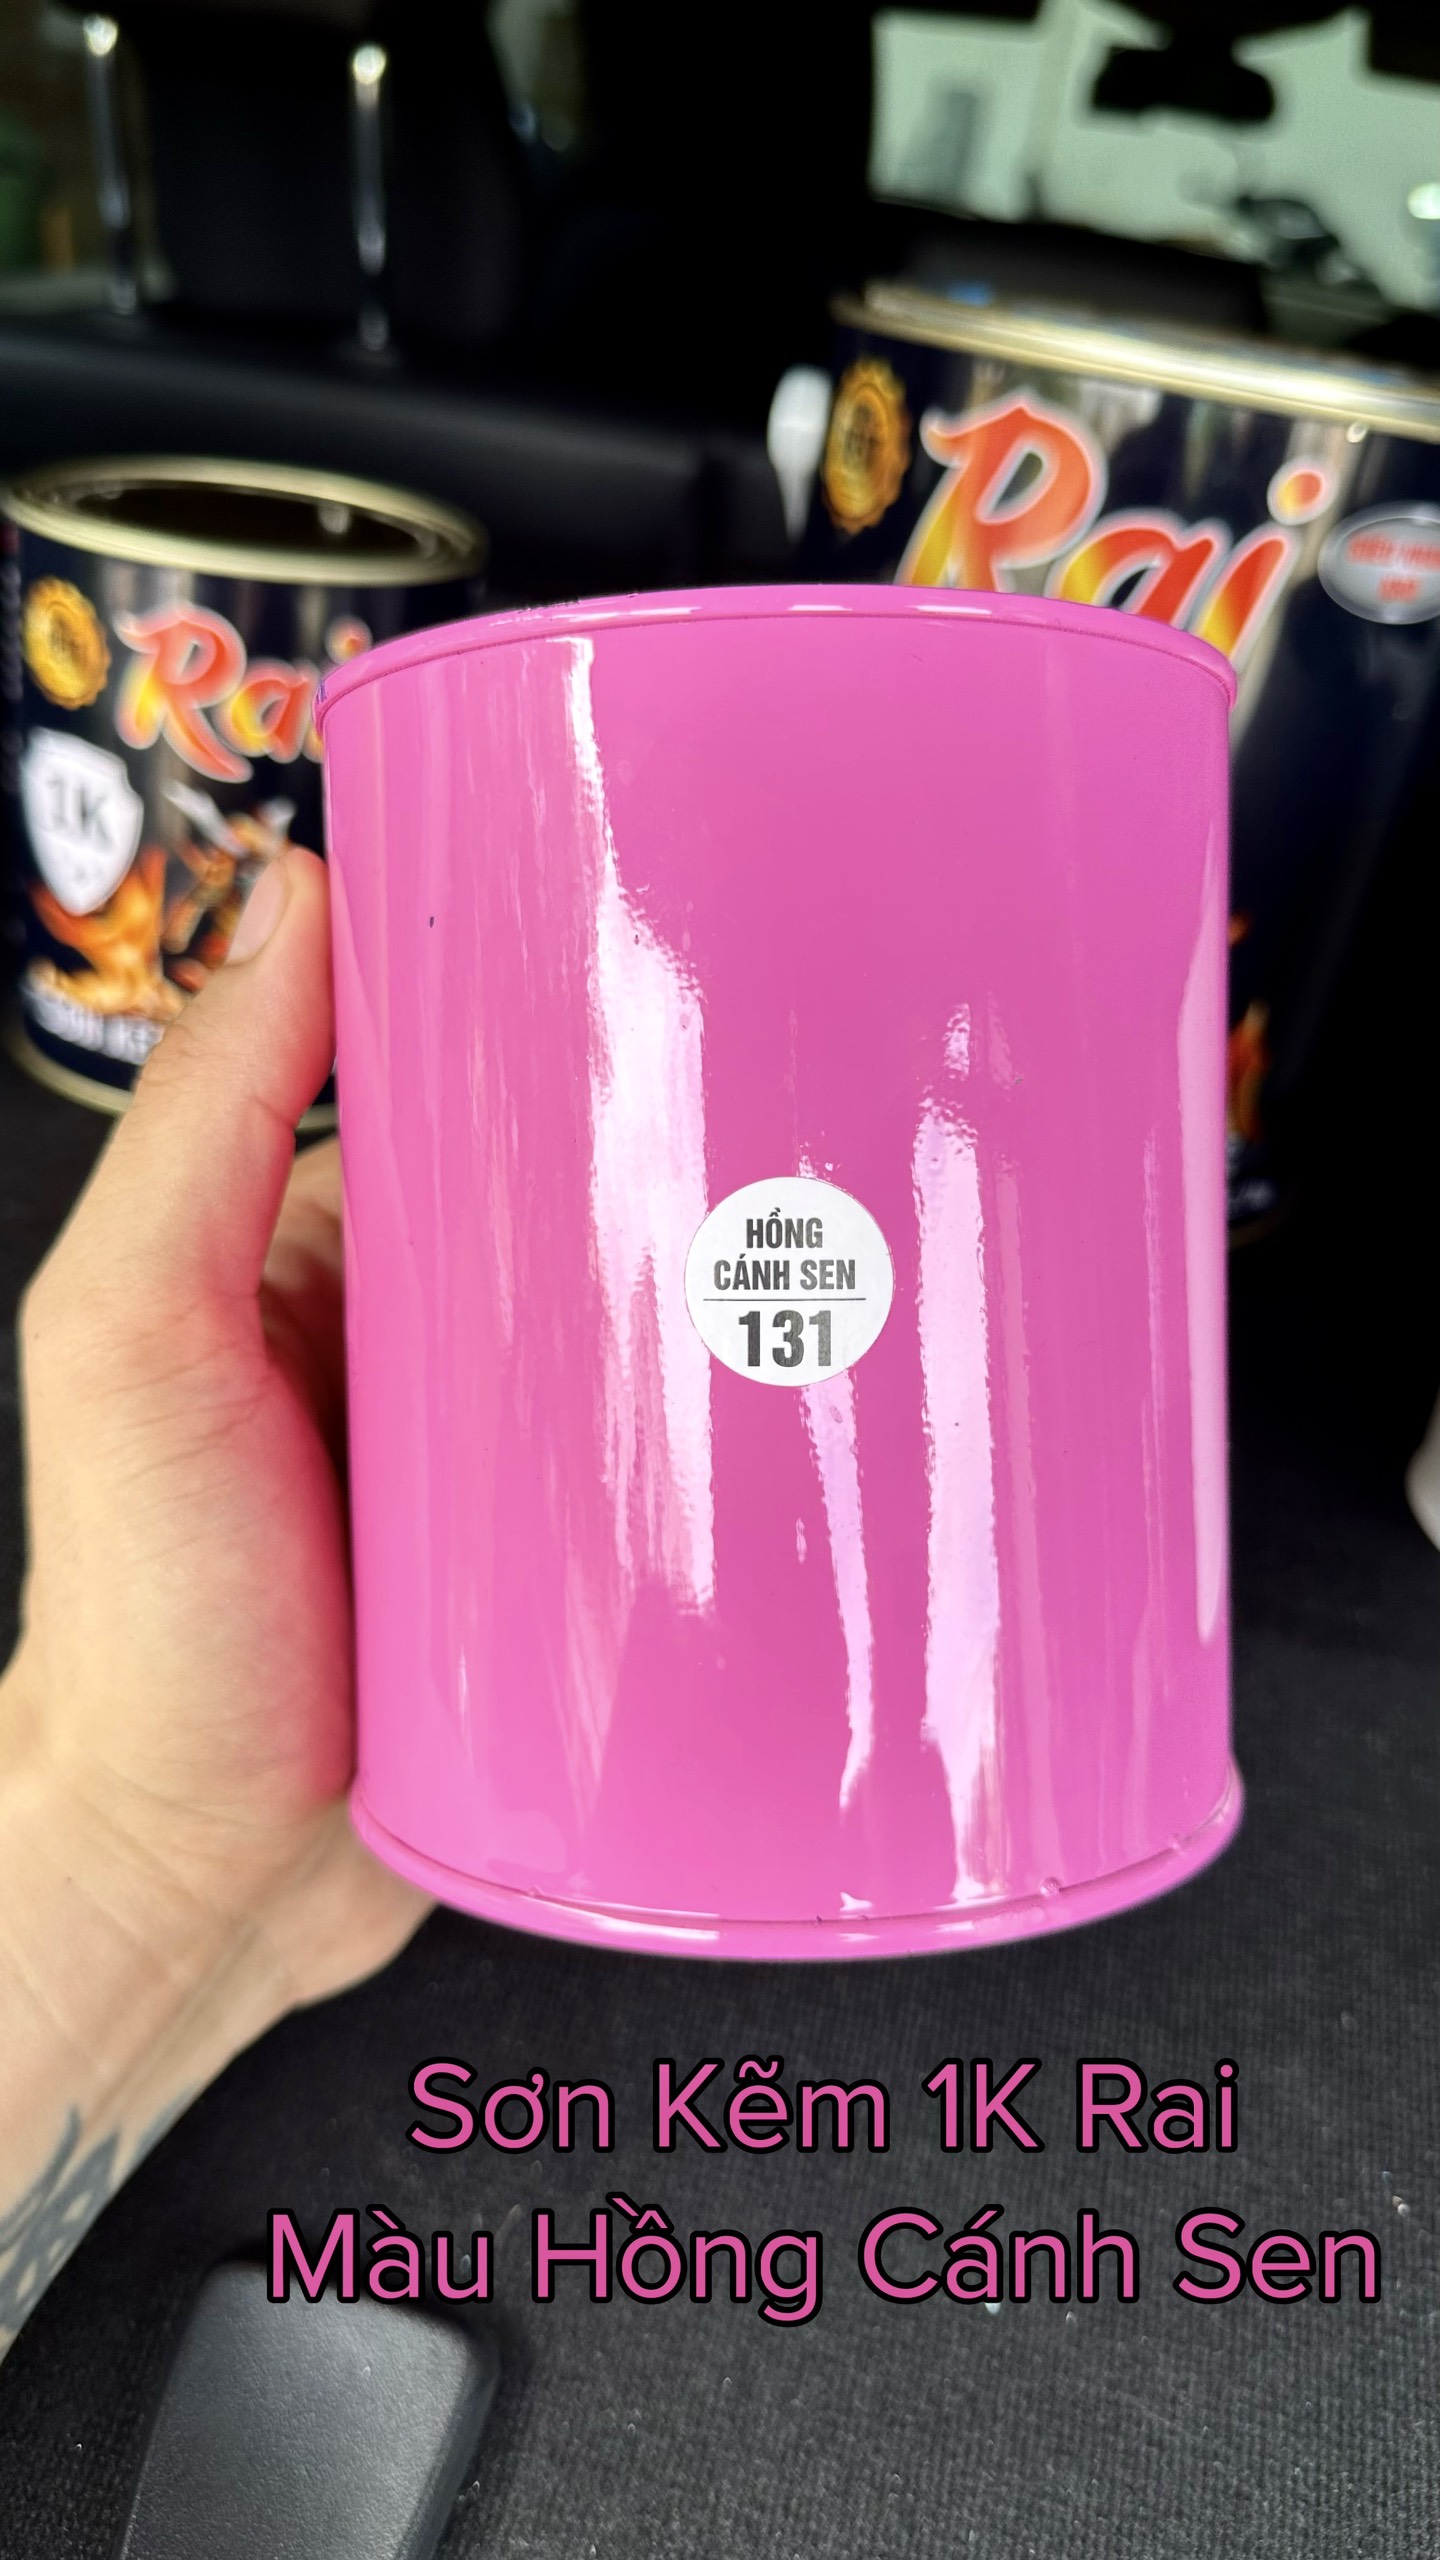 Rai
Rai
1K
HỒNG
CÁNH SEN
131
Sơn Kẽm 1K Rai
Màu Hồng Cánh Sen